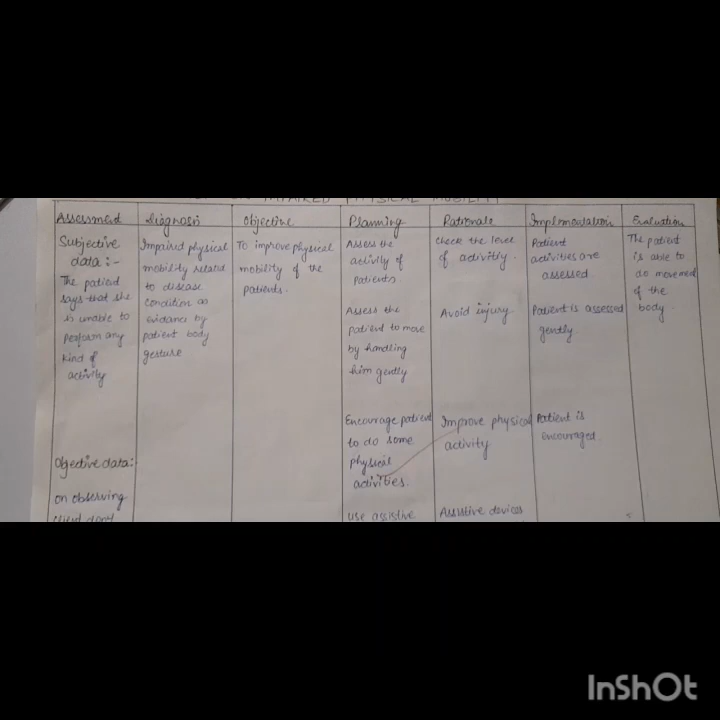 IMPAIRED PHYSICAL MOBILITY
Assessment
Diagnosis
Objective
Planning
Rationale
Implementation
Evaluation
Subjective
data:-
The patient
says that she
is unable to
perform any
kind of
activity
Objective data:
on observing
Impaired physical
mobility related
to disease
condition as
evidance by
patient body
gesture
To improve physical
mobility of the
patients.
Assess the
activity of
patients.
Assess the
patient to move
by handling
him gently
Encourage patient
to do some
physical
activities.
use assistive
Check the level
of activity.
Avoid injury.
Improve physical
activity
Assistive devices
Patient
activities are
assessed.
Patient is assessed
gently
Patient is
encouraged.
The patient
is able to
do movement
of the
body.
InShOt